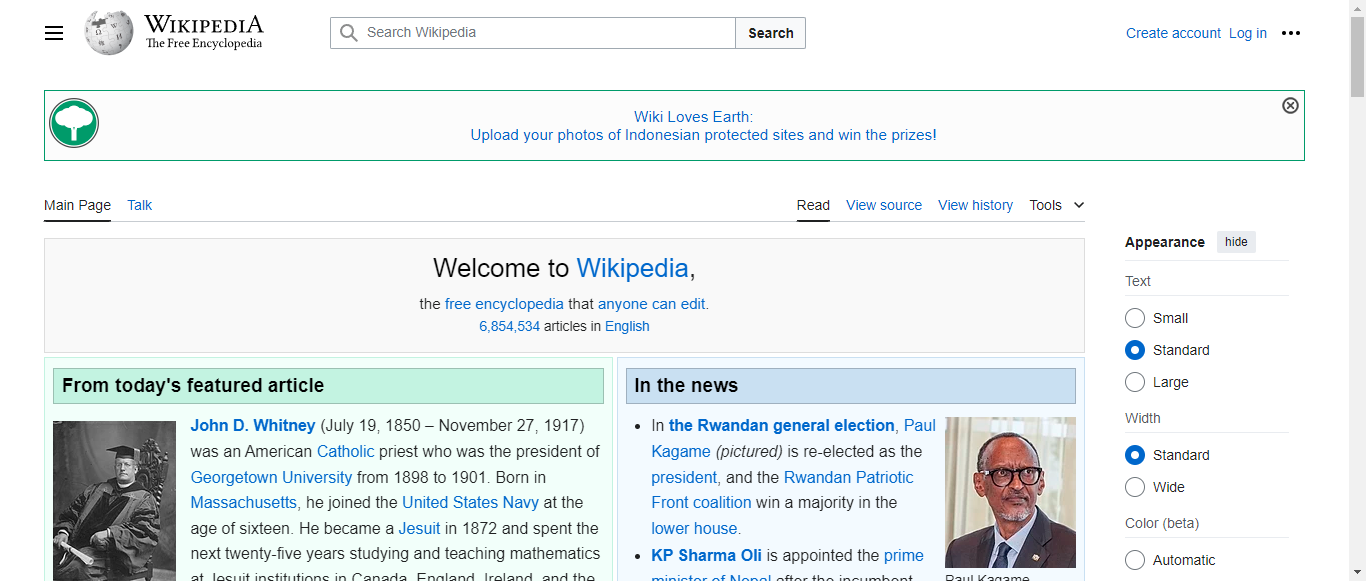 WIKIPEDIA
The Free Encyclopedia
Search Wikipedia
Search
Create account Log in
Wiki Loves Earth:
Upload your photos of Indonesian protected sites and win the prizes!
Main Page Talk
Read View source View history Tools
Welcome to Wikipedia,
the free encyclopedia that anyone can edit.
6,854,534 articles in English
From today's featured article
John D. Whitney (July 19, 1850 – November 27, 1917)
was an American Catholic priest who was the president of
Georgetown University from 1898 to 1901. Born in
Massachusetts, he joined the United States Navy at the
age of sixteen. He became a Jesuit in 1872 and spent the
next twenty-five years studying and teaching mathematics
at Jesuit institutions in Canada, England, Ireland, and the
In the news
• In the Rwandan general election, Paul
Kagame (pictured) is re-elected as the
president, and the Rwandan Patriotic
Front coalition win a majority in the
lower house.
• KP Sharma Oli is appointed the prime
minister of Nepal after the incumbent
Paul Kagame
Appearance hide
Text
Small
Standard
Large
Width
Standard
Wide
Color (beta)
Automatic